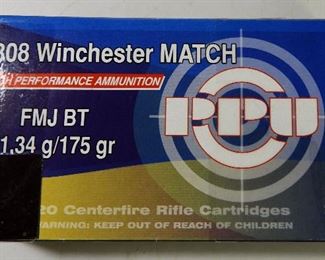 308 Winchester MATCH
H PERFORMANCE AMMUNITION
PPU
FMJ BT
1,34 g/175 gr
20 Centerfire Rifle Cartridges
WARNING: KEEP OUT OF REACH OF CHILDREN